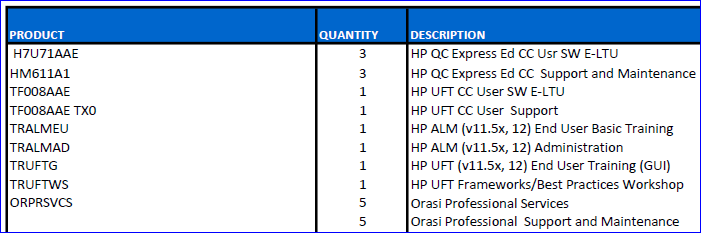 PRODUCT QUANTITY DESCRIPTION
H7U71AAE 3 HP QC Express Ed CC Usr SW E-LTU
HM611A1 3 HP QC Express Ed CC Support and Maintenance
TF008AAE 1 HP UFT CC User SW E-LTU
TF008AAE TX0 1 HP UFT CC User Support
TRALMEU 1 HP ALM (v11.5x, 12) End User Basic Training
TRALMAD 1 HP ALM (v11.5x, 12) Administration
TRUFTG 1 HP UFT (v11.5x, 12) End User Training (GUI)
TRUFTWS 1 HP UFT Frameworks/Best Practices Workshop
ORPRSVCS 5 Orasi Professional Services
5 Orasi Professional Support and Maintenance